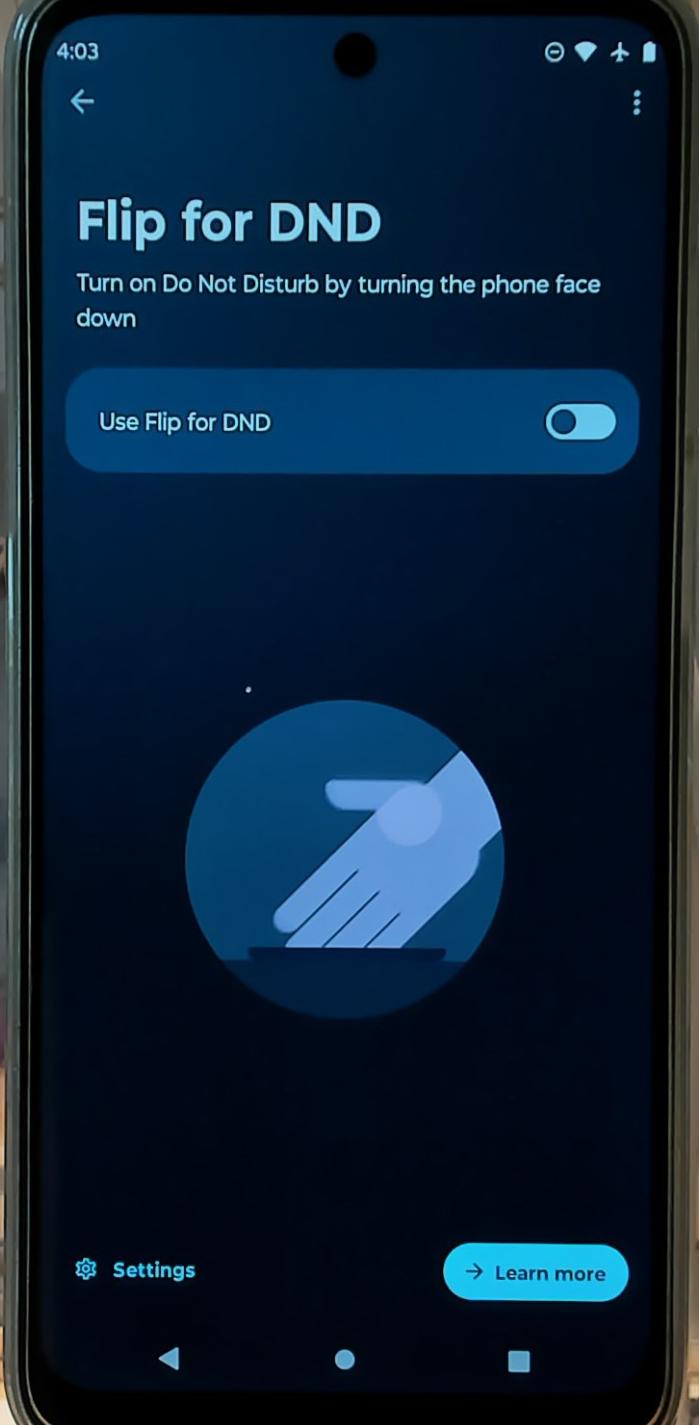 4:03
Flip for DND
Turn on Do Not Disturb by turning the phone face
down
Use Flip for DND
Settings
Learn more